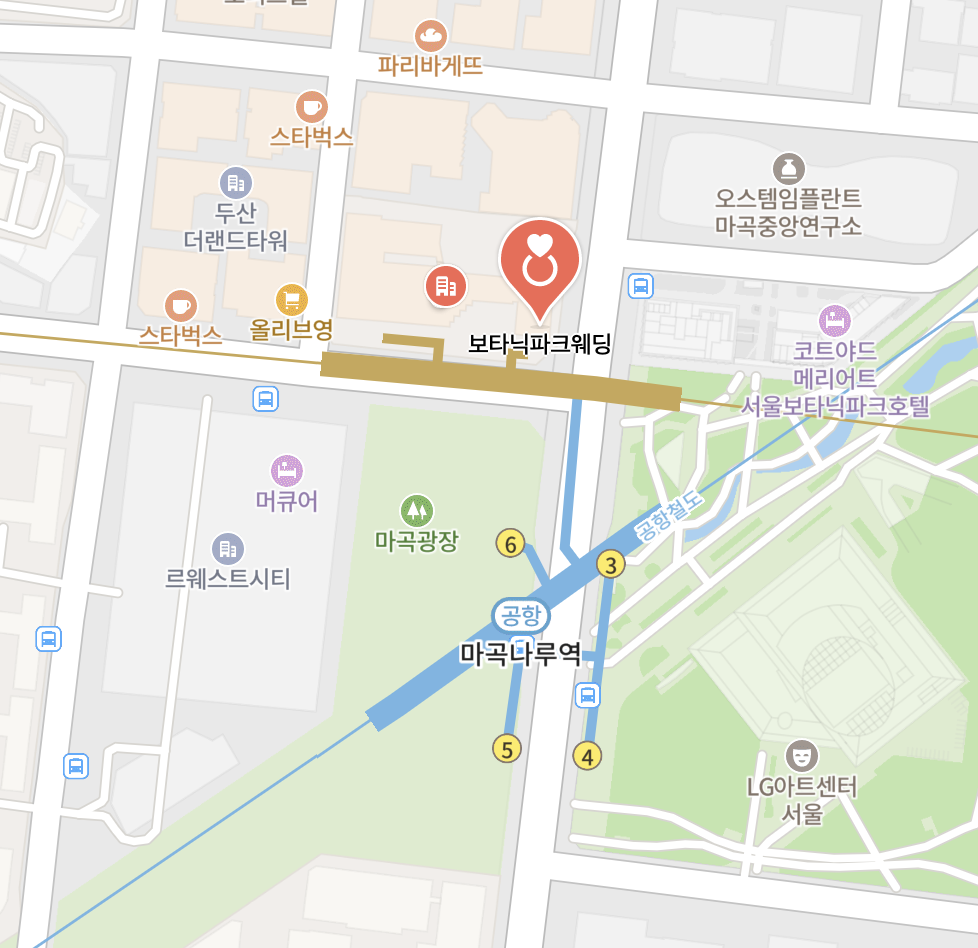 파리바게뜨
스타벅스
오스템임플란트
마곡중앙연구소
두산
더랜드타워
스타벅스
올리브영
보타닉파크웨딩
코트야드
메리어트
서울보타닉파크호텔
머큐어
마곡광장
공항철도
6
3
르웨스트시티
공항
마곡나루역
5
4
LG아트센터
서울